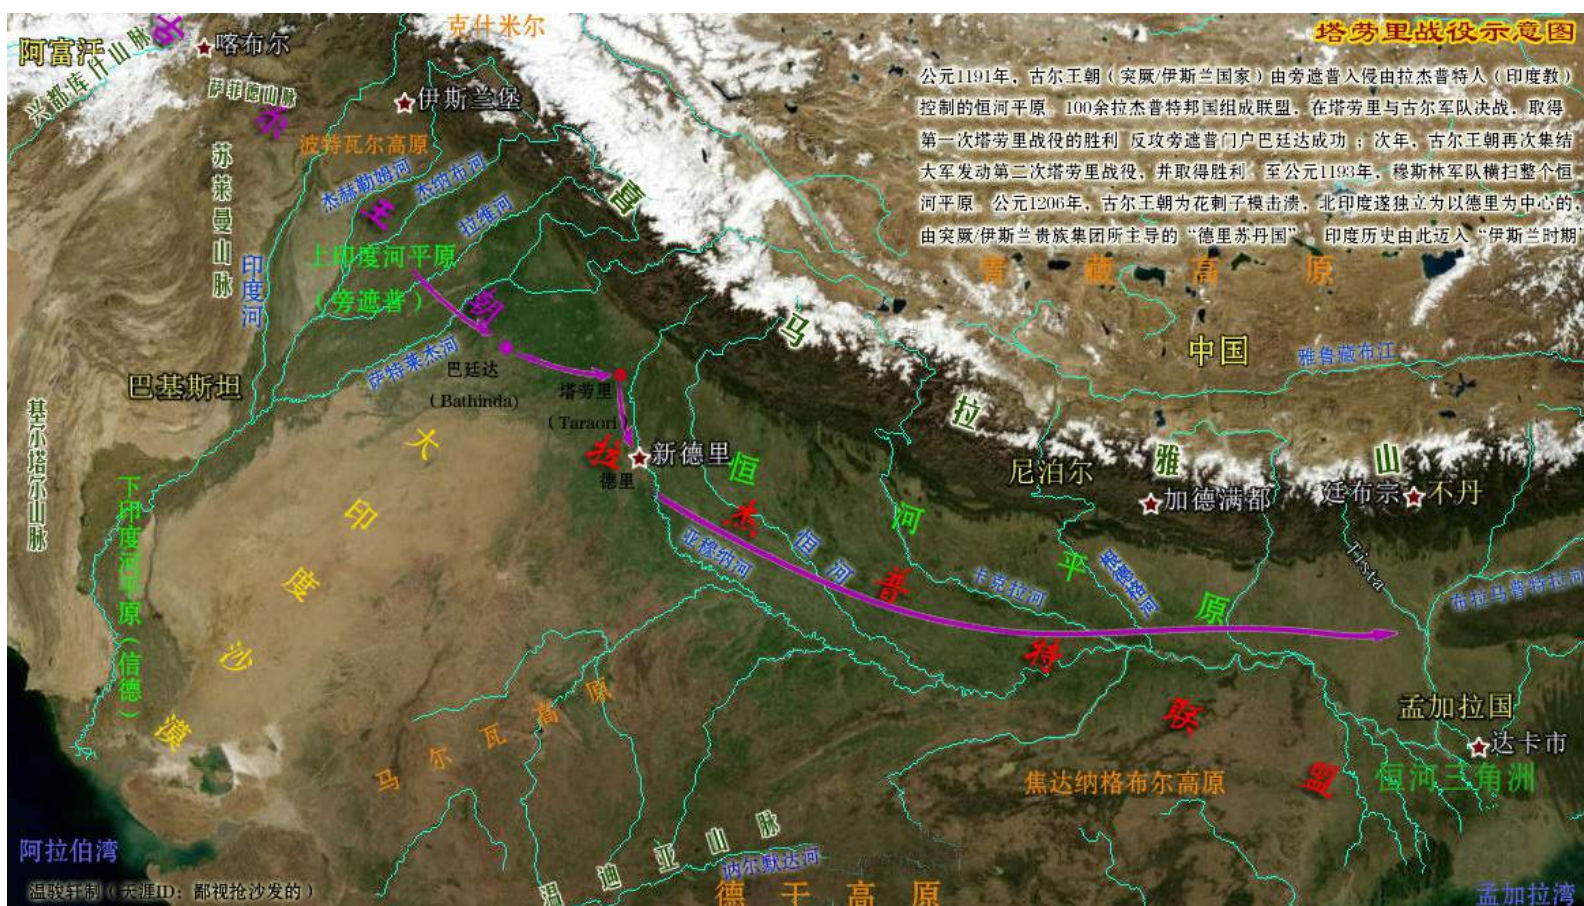 塔劳里战役示意图
公元1191年，古尔王朝（突厥/伊斯兰国家）由旁遮普入侵由拉杰普特人（印度教）
控制的恒河平原 100余拉杰普特邦国组成联盟，在塔劳里与古尔军队决战，取得
第一次塔劳里战役的胜利 反攻旁遮普门户巴廷达成功；次年，古尔王朝再次集结
大军发动第二次塔劳里战役，并取得胜利 至公元1193年，穆斯林军队横扫整个恒
河平原 公元1206年，古尔王朝为花剌子模击溃，北印度遂独立为以德里为中心的，
由突厥/伊斯兰贵族集团所主导的“德里苏丹国” 印度历史由此迈入“伊斯兰时期”
克什米尔
阿富汗
喀布尔
兴都库什山脉
萨菲德山脉
伊斯兰堡
古尔王朝
波特瓦尔高原
苏莱曼山脉
杰赫勒姆河
杰纳布河
拉维河
上印度河平原
（旁遮普）
印度河
喜马拉雅山
青藏高原
中国
雅鲁藏布江
萨特莱杰河
巴廷达
（Bathinda）
塔劳里
（Taraori）
巴基斯坦
基尔塔尔山脉
新德里
德里
大印度沙漠
下印度河平原（信德）
拉杰普特联盟
恒河平原
恒河
亚穆纳河
尼泊尔
加德满都
廷布宗
不丹
卡克拉河
Tista
布拉马普特拉河
马尔瓦高原
焦达纳格布尔高原
孟加拉国
达卡市
恒河三角洲
阿拉伯湾
温迪亚山脉
讷尔默达河
德干高原
孟加拉湾
温骏轩制（天涯ID：鄙视抢沙发的）